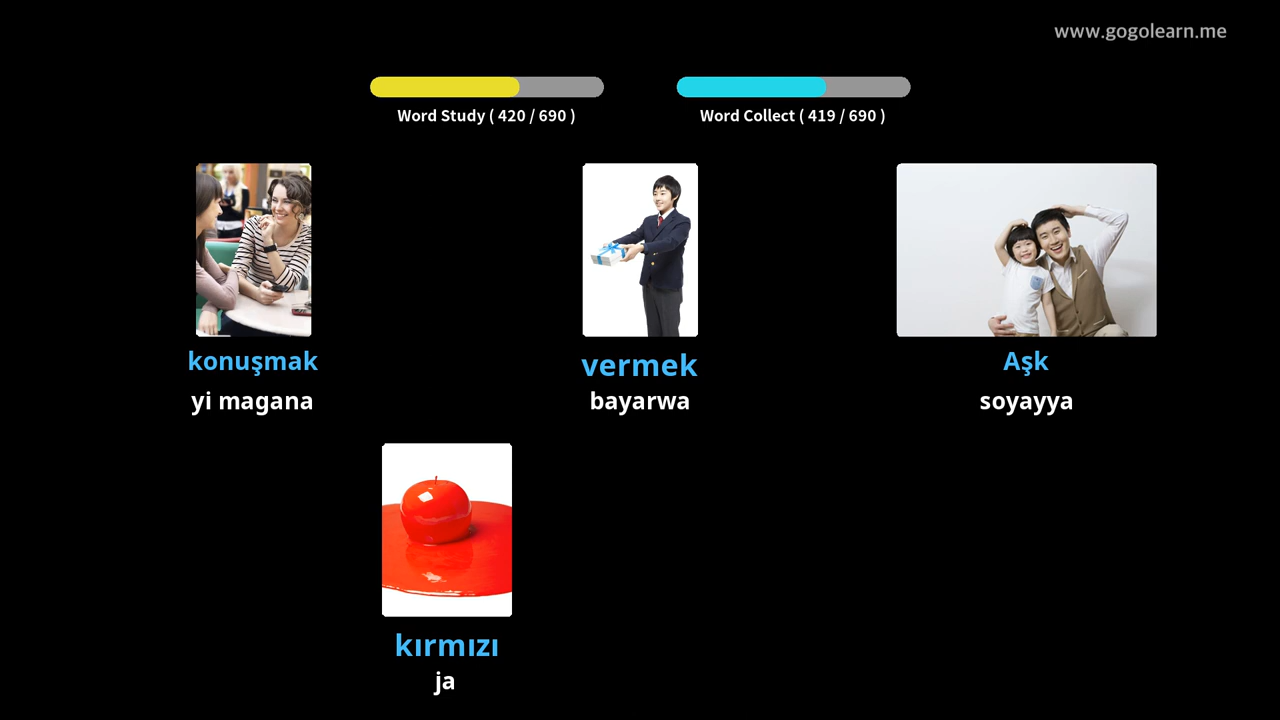 www.gogolearn.me
Word Study ( 420 / 690 )
Word Collect ( 419 / 690 )
konuşmak
yi magana
vermek
bayarwa
Aşk
soyayya
kırmızı
ja